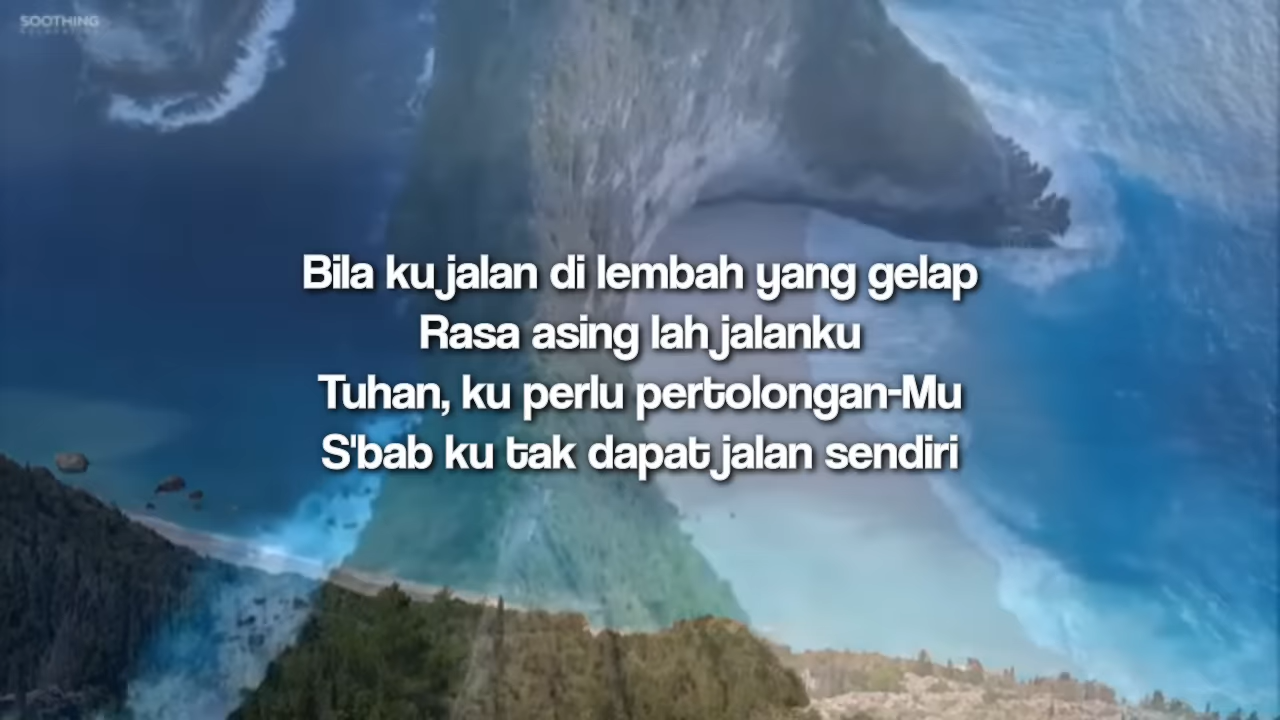 SOOTHING
Bila ku jalan di lembah yang gelap
Rasa asing lah jalanku
Tuhan, ku perlu pertolongan-Mu
S'bab ku tak dapat jalan sendiri